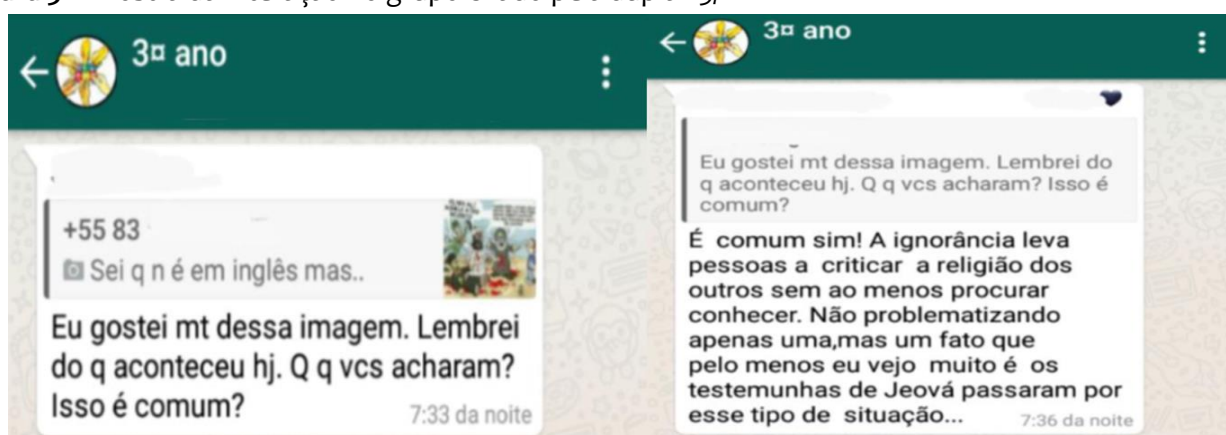 3¤ ano
+55 83
Sei q n é em inglês mas..
Eu gostei mt dessa imagem. Lembrei
do q aconteceu hj. Q q vcs acharam?
Isso é comum?
7:33 da noite
3¤ ano
Eu gostei mt dessa imagem. Lembrei do
q aconteceu hj. Q q vcs acharam? Isso é
comum?
É comum sim! A ignorância leva
pessoas a criticar a religião dos
outros sem ao menos procurar
conhecer. Não problematizando
apenas uma,mas um fato que
pelo menos eu vejo muito é os
testemunhas de Jeová passaram por
esse tipo de situação...
7:36 da noite